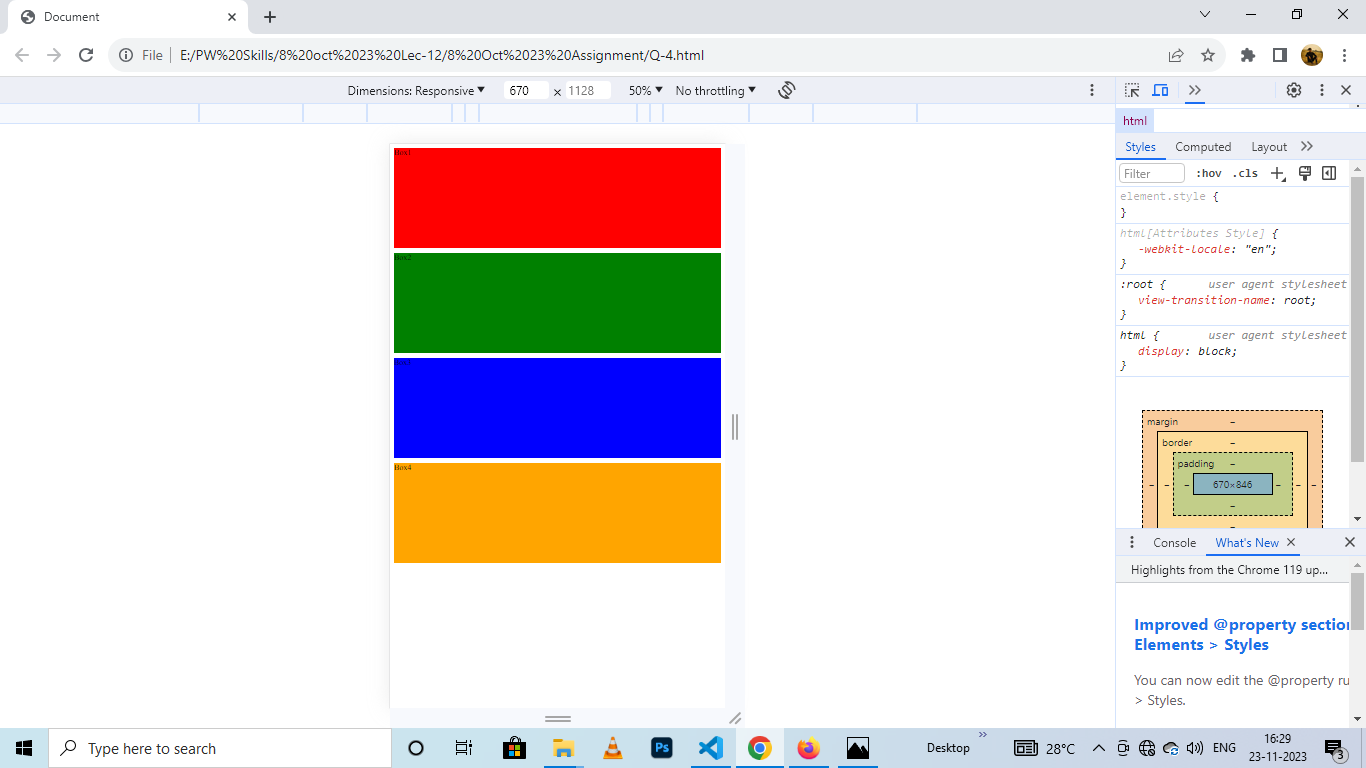 Document
File
E:/PW%20Skills/8%20oct%2023%20Lec-12/8%20Oct%2023%20Assignment/Q-4.html
Dimensions: Responsive 670 × 1128 50% No throttling
html
Styles Computed Layout
Filter :hov .cls
element.style {
}
html[Attributes Style] {
-webkit-locale: "en";
}
:root { user agent stylesheet
view-transition-name: root;
}
html { user agent stylesheet
display: block;
}
margin –
border –
padding –
– – – 670×846 – – –
–
–
Box1
Box2
Box4
Console What's New
Highlights from the Chrome 119 up...
Improved @property section
Elements > Styles
You can now edit the @property ru
> Styles.
Type here to search
Ps
Desktop
28°C
ENG
16:29
23-11-2023
3